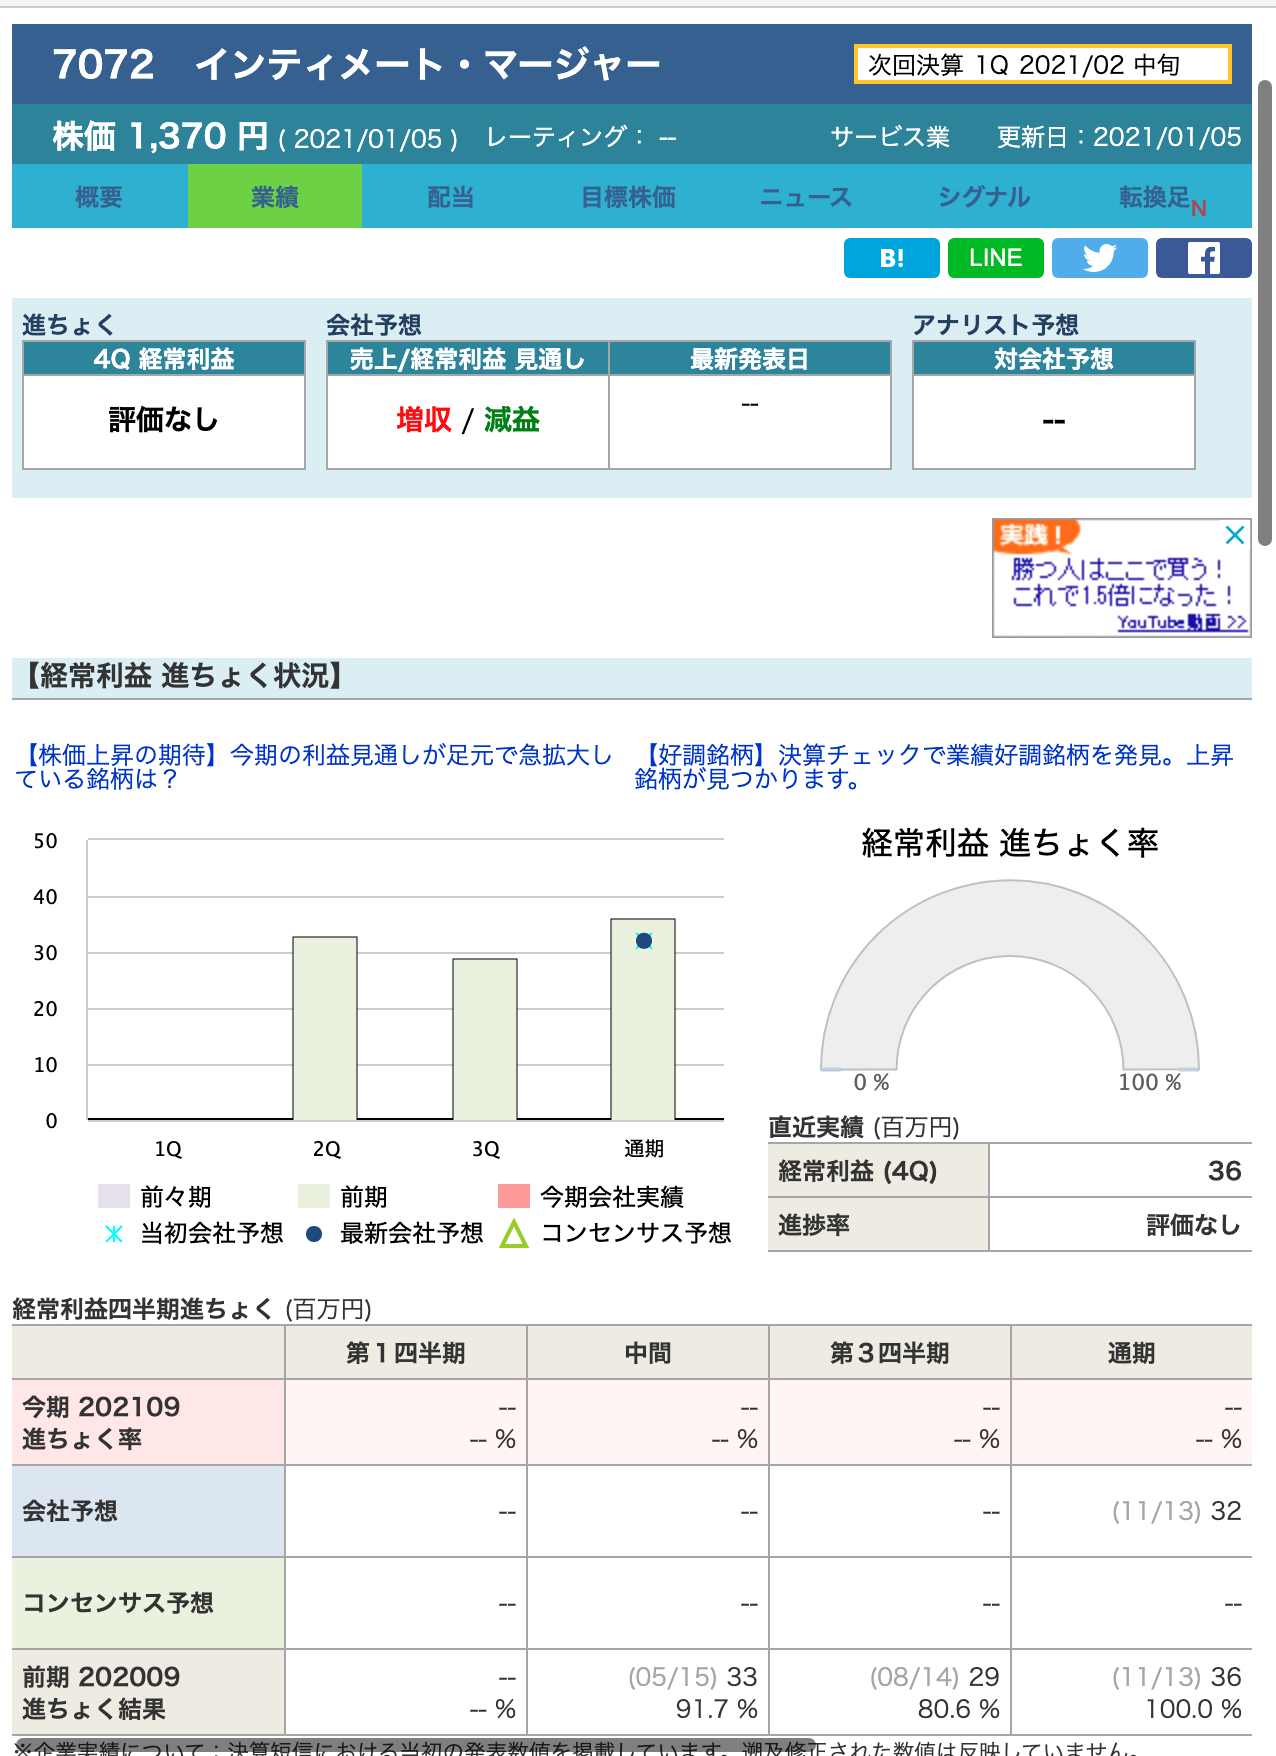 7072 インティメート・マージャー
次回決算 1Q 2021/02 中旬
株価 1,370 円 ( 2021/01/05 ) レーティング： -- サービス業 更新日：2021/01/05
概要 業績 配当 目標株価 ニュース シグナル 転換足N
B! LINE
進ちょく 会社予想 アナリスト予想
4Q 経常利益 売上/経常利益 見通し 最新発表日 対会社予想
評価なし 増収 / 減益 -- --
実践！
勝つ人はここで買う！
これで1.5倍になった！
YouTube動画 >>
【経常利益 進ちょく状況】
【株価上昇の期待】今期の利益見通しが足元で急拡大し
ている銘柄は？
【好調銘柄】決算チェックで業績好調銘柄を発見。上昇
銘柄が見つかります。
50
40
30
20
10
0
1Q 2Q 3Q 通期
前々期 前期 今期会社実績
当初会社予想 最新会社予想 コンセンサス予想
経常利益 進ちょく率
0 % 100 %
直近実績 (百万円)
経常利益 (4Q) 36
進捗率 評価なし
経常利益四半期進ちょく (百万円)
第１四半期 中間 第３四半期 通期
今期 202109 -- -- -- --
進ちょく率 -- % -- % -- % -- %
会社予想 -- -- -- (11/13) 32
コンセンサス予想 -- -- -- --
前期 202009 -- (05/15) 33 (08/14) 29 (11/13) 36
進ちょく結果 -- % 91.7 % 80.6 % 100.0 %
※企業実績について：決算短信における当初の発表数値を掲載しています。遡及修正された数値は反映していません。